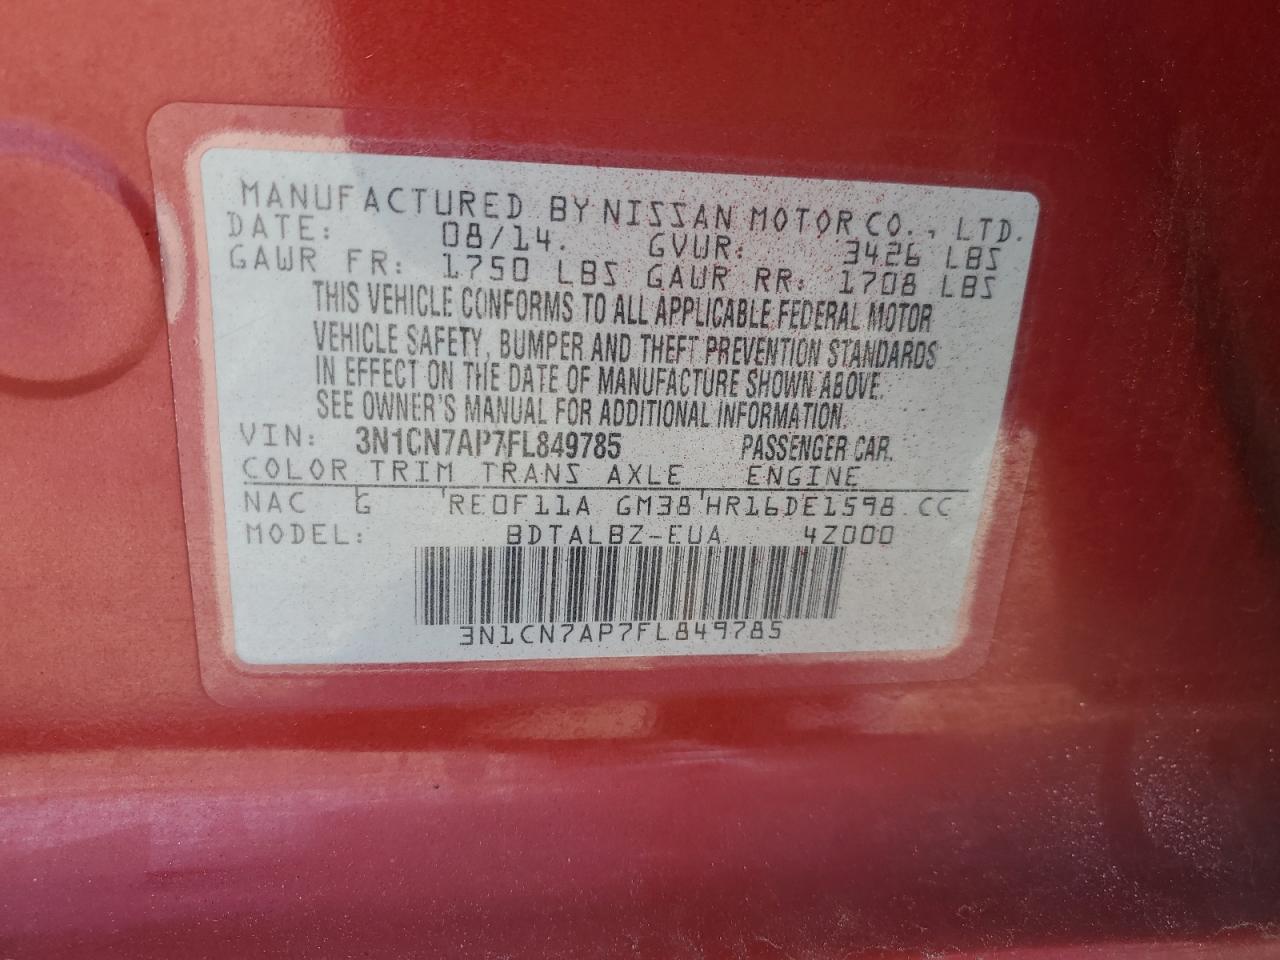 MANUFACTURED BY NISSAN MOTOR CO., LTD.
DATE: 08/14. GVWR: 3426 LBS
GAWR FR: 1750 LBS GAWR RR: 1708 LBS
THIS VEHICLE CONFORMS TO ALL APPLICABLE FEDERAL MOTOR
VEHICLE SAFETY, BUMPER AND THEFT PREVENTION STANDARDS
IN EFFECT ON THE DATE OF MANUFACTURE SHOWN ABOVE.
SEE OWNER'S MANUAL FOR ADDITIONAL INFORMATION.
VIN: 3N1CN7AP7FL849785 PASSENGER CAR.
COLOR TRIM TRANS AXLE ENGINE
NAC G RE0F11A GM38 HR16DE1598 CC
MODEL: BDTALBZ-EUA 4Z000
3N1CN7AP7FL849785